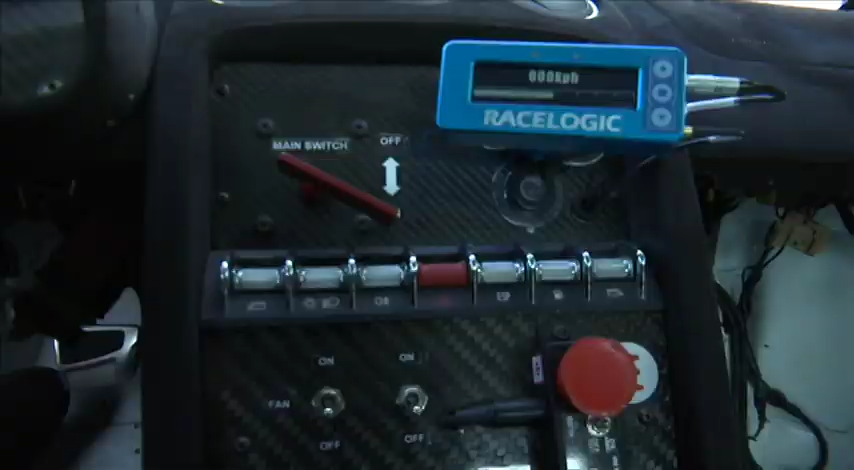 000kph
RACELOGIC
MAIN SWITCH
OFF
ON
ON
FAN
OFF
OFF